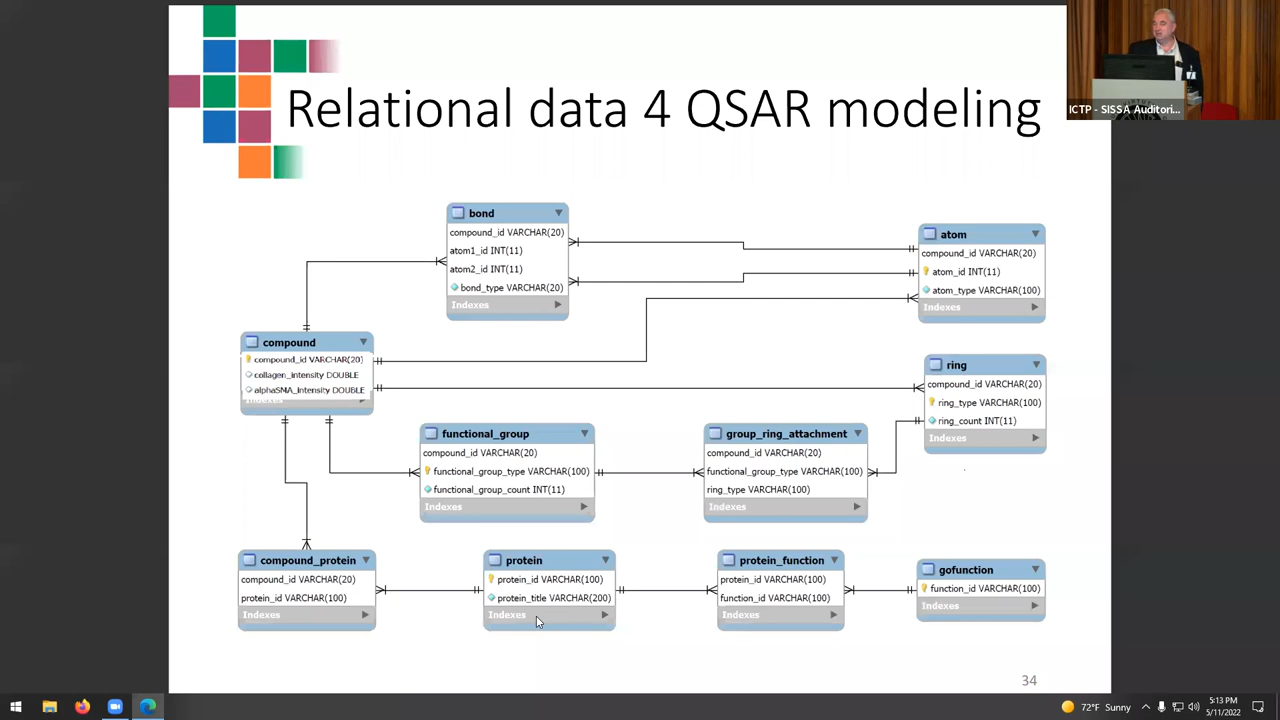 Relational data 4 QSAR modeling
ICTP - SISSA Auditori...
bond
compound_id VARCHAR(20)
atom1_id INT(11)
atom2_id INT(11)
bond_type VARCHAR(20)
Indexes
atom
compound_id VARCHAR(20)
atom_id INT(11)
atom_type VARCHAR(100)
Indexes
compound
compound_id VARCHAR(20)
collagen_intensity DOUBLE
alphaSMA_intensity DOUBLE
Indexes
ring
compound_id VARCHAR(20)
ring_type VARCHAR(100)
ring_count INT(11)
Indexes
functional_group
compound_id VARCHAR(20)
functional_group_type VARCHAR(100)
functional_group_count INT(11)
Indexes
group_ring_attachment
compound_id VARCHAR(20)
functional_group_type VARCHAR(100)
ring_type VARCHAR(100)
Indexes
compound_protein
compound_id VARCHAR(20)
protein_id VARCHAR(100)
Indexes
protein
protein_id VARCHAR(100)
protein_title VARCHAR(200)
Indexes
protein_function
protein_id VARCHAR(100)
function_id VARCHAR(100)
Indexes
gofunction
function_id VARCHAR(100)
Indexes
34
72°F Sunny
5:13 PM
5/11/2022